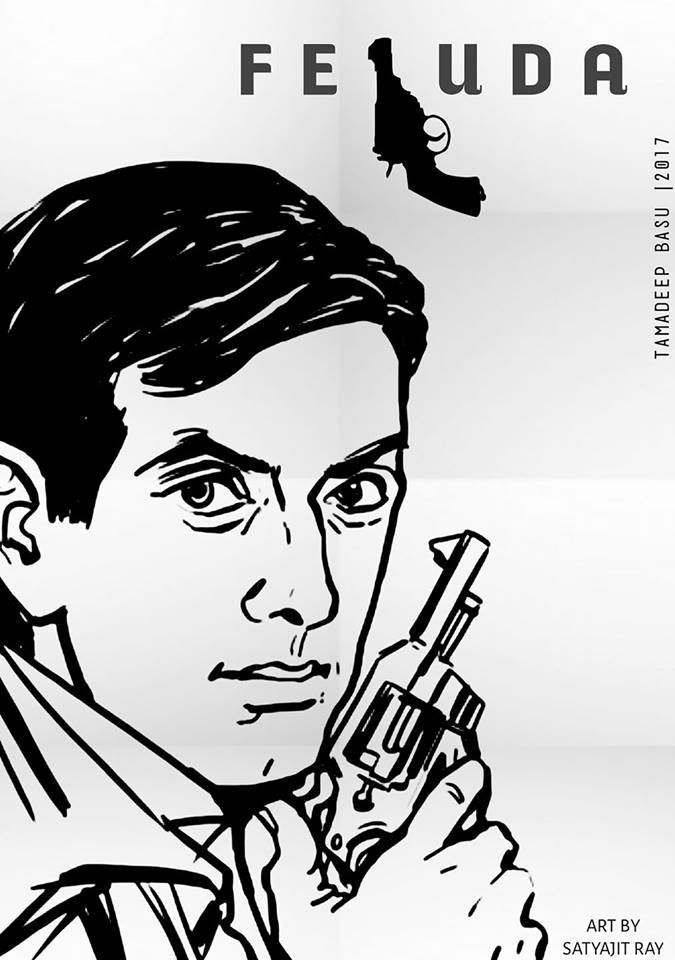 FELUDA
TAMADEEP BASU |2017
ART BY
SATYAJIT RAY